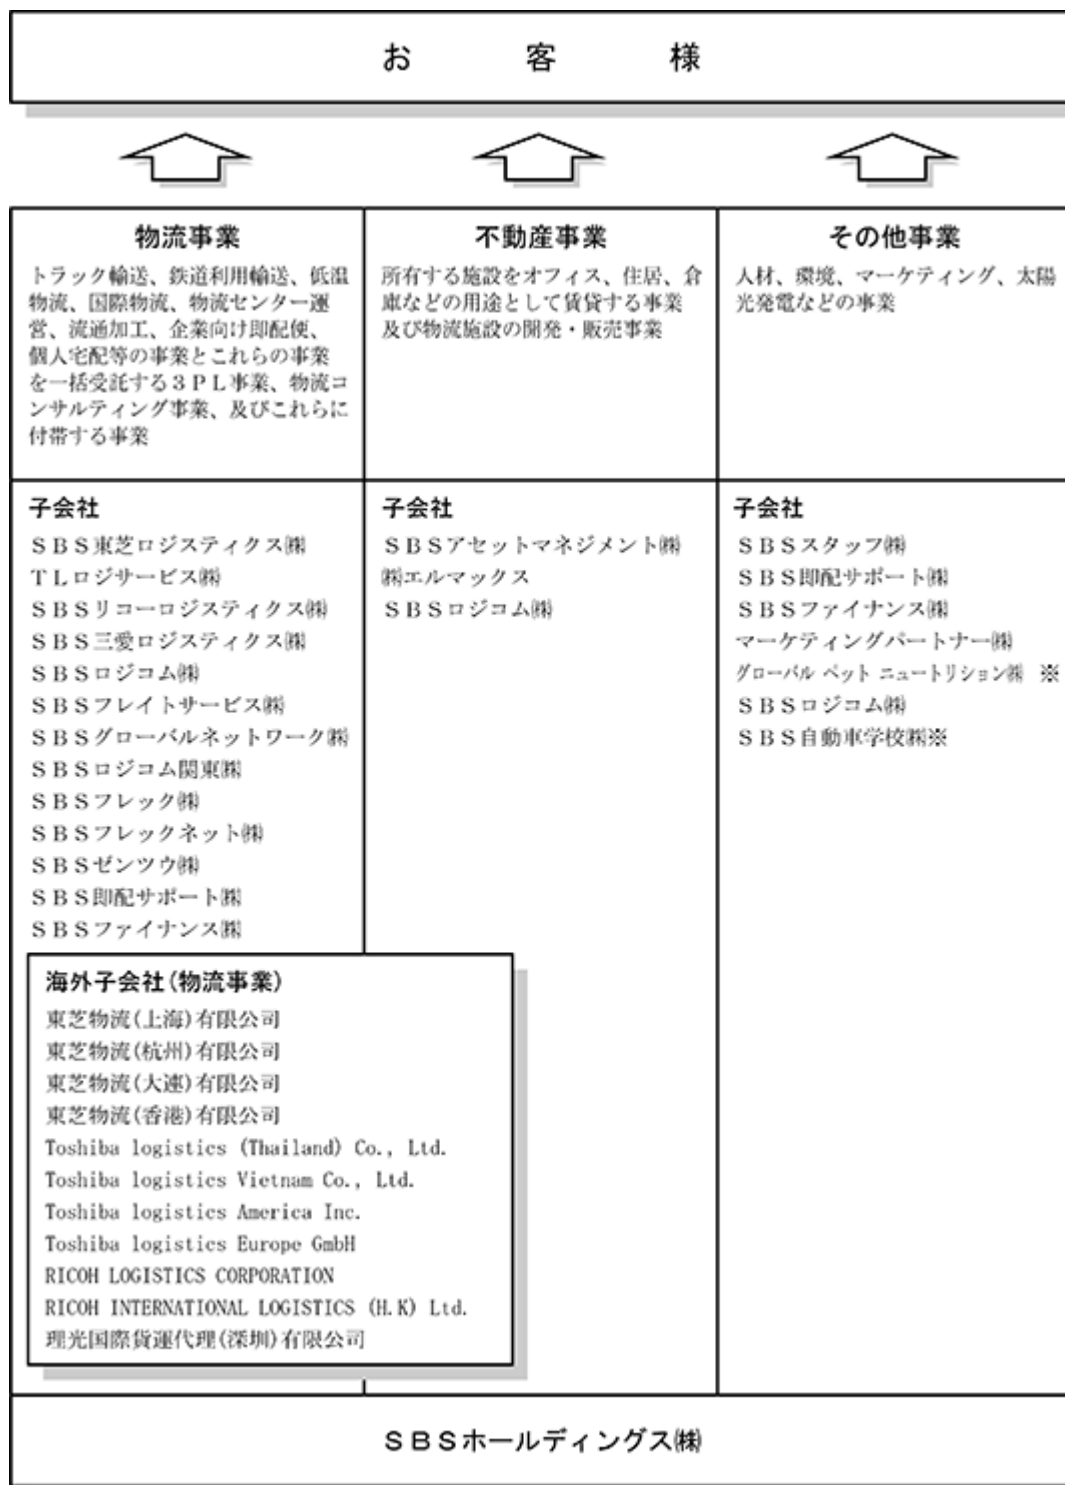 お客様
物流事業
トラック輸送、鉄道利用輸送、低温
物流、国際物流、物流センター運
営、流通加工、企業向け即配便、
個人宅配等の事業とこれらの事業
を一括受託する３ＰＬ事業、物流コ
ンサルティング事業、及びこれらに
付帯する事業
不動産事業
所有する施設をオフィス、住居、倉
庫などの用途として賃貸する事業
及び物流施設の開発・販売事業
その他事業
人材、環境、マーケティング、太陽
光発電などの事業
子会社
ＳＢＳ東芝ロジスティクス㈱
ＴＬロジサービス㈱
ＳＢＳリコーロジスティクス㈱
ＳＢＳ三愛ロジスティクス㈱
ＳＢＳロジコム㈱
ＳＢＳフレイトサービス㈱
ＳＢＳグローバルネットワーク㈱
ＳＢＳロジコム関東㈱
ＳＢＳフレック㈱
ＳＢＳフレックネット㈱
ＳＢＳゼンツウ㈱
ＳＢＳ即配サポート㈱
ＳＢＳファイナンス㈱
海外子会社(物流事業)
東芝物流(上海)有限公司
東芝物流(杭州)有限公司
東芝物流(大連)有限公司
東芝物流(香港)有限公司
Toshiba logistics (Thailand) Co., Ltd.
Toshiba logistics Vietnam Co., Ltd.
Toshiba logistics America Inc.
Toshiba logistics Europe GmbH
RICOH LOGISTICS CORPORATION
RICOH INTERNATIONAL LOGISTICS (H.K) Ltd.
理光国際貨運代理(深圳)有限公司
子会社
ＳＢＳアセットマネジメント㈱
㈱エルマックス
ＳＢＳロジコム㈱
子会社
ＳＢＳスタッフ㈱
ＳＢＳ即配サポート㈱
ＳＢＳファイナンス㈱
マーケティングパートナー㈱
グローバル ペット ニュートリション㈱ ※
ＳＢＳロジコム㈱
ＳＢＳ自動車学校㈱※
ＳＢＳホールディングス㈱